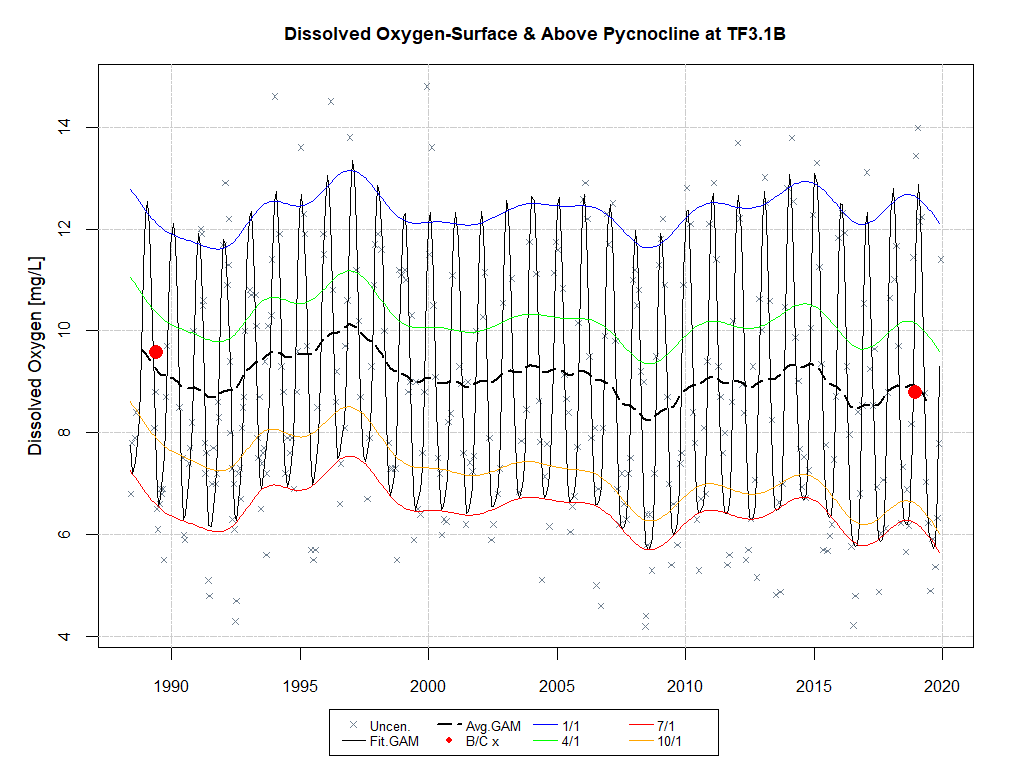 Dissolved Oxygen-Surface & Above Pycnocline at TF3.1B
Dissolved Oxygen [mg/L]
14
12
10
8
6
4
1990 1995 2000 2005 2010 2015 2020
Uncen. Avg.GAM 1/1 7/1
Fit.GAM B/C x 4/1 10/1